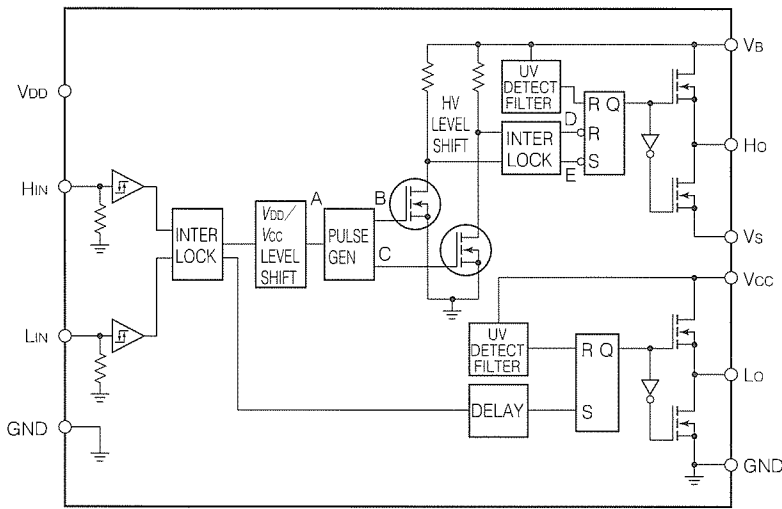 VDD
HIN
LIN
GND
INTER
LOCK
VDD/
VCC
LEVEL
SHIFT
A
PULSE
GEN
B
C
HV
LEVEL
SHIFT
UV
DETECT
FILTER
D
INTER
LOCK
E
R Q
R
S
UV
DETECT
FILTER
DELAY
R Q
S
VB
HO
VS
VCC
LO
GND